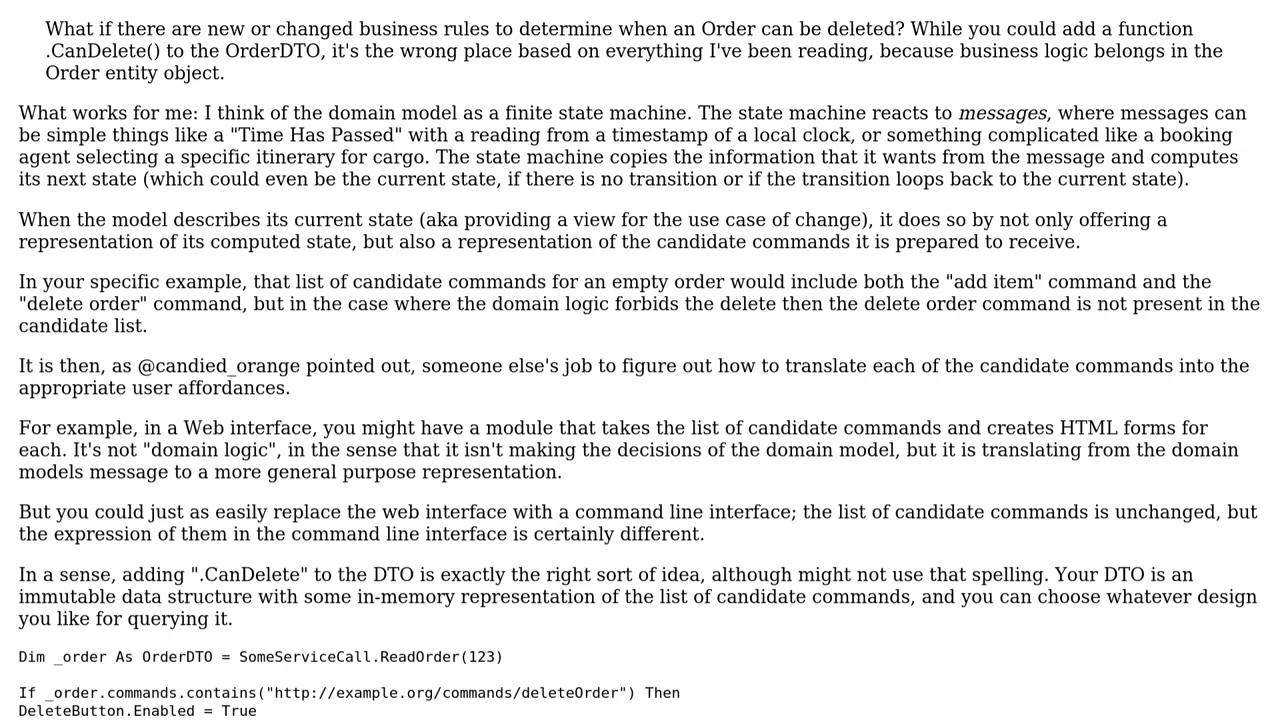 What if there are new or changed business rules to determine when an Order can be deleted? While you could add a function
.CanDelete() to the OrderDTO, it's the wrong place based on everything I've been reading, because business logic belongs in the
Order entity object.
What works for me: I think of the domain model as a finite state machine. The state machine reacts to messages, where messages can
be simple things like a "Time Has Passed" with a reading from a timestamp of a local clock, or something complicated like a booking
agent selecting a specific itinerary for cargo. The state machine copies the information that it wants from the message and computes
its next state (which could even be the current state, if there is no transition or if the transition loops back to the current state).
When the model describes its current state (aka providing a view for the use case of change), it does so by not only offering a
representation of its computed state, but also a representation of the candidate commands it is prepared to receive.
In your specific example, that list of candidate commands for an empty order would include both the "add item" command and the
"delete order" command, but in the case where the domain logic forbids the delete then the delete order command is not present in the
candidate list.
It is then, as @candied_orange pointed out, someone else's job to figure out how to translate each of the candidate commands into the
appropriate user affordances.
For example, in a Web interface, you might have a module that takes the list of candidate commands and creates HTML forms for
each. It's not "domain logic", in the sense that it isn't making the decisions of the domain model, but it is translating from the domain
models message to a more general purpose representation.
But you could just as easily replace the web interface with a command line interface; the list of candidate commands is unchanged, but
the expression of them in the command line interface is certainly different.
In a sense, adding ".CanDelete" to the DTO is exactly the right sort of idea, although might not use that spelling. Your DTO is an
immutable data structure with some in-memory representation of the list of candidate commands, and you can choose whatever design
you like for querying it.
Dim _order As OrderDTO = SomeServiceCall.ReadOrder(123)
If _order.commands.contains("http://example.org/commands/deleteOrder") Then
DeleteButton.Enabled = True